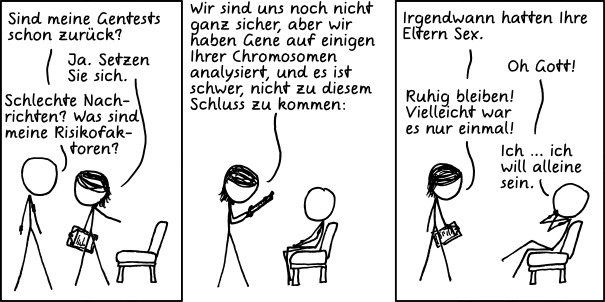 Sind meine Gentests
schon zurück?
Ja. Setzen
Sie sich.
Schlechte Nach-
richten? Was sind
meine Risikofak-
toren?
Wir sind uns noch nicht
ganz sicher, aber wir
haben Gene auf einigen
Ihrer Chromosomen
analysiert, und es ist
schwer, nicht zu diesem
Schluss zu kommen:
Irgendwann hatten Ihre
Eltern Sex.
Oh Gott!
Ruhig bleiben!
Vielleicht war
es nur einmal!
Ich ... ich
will alleine
sein.